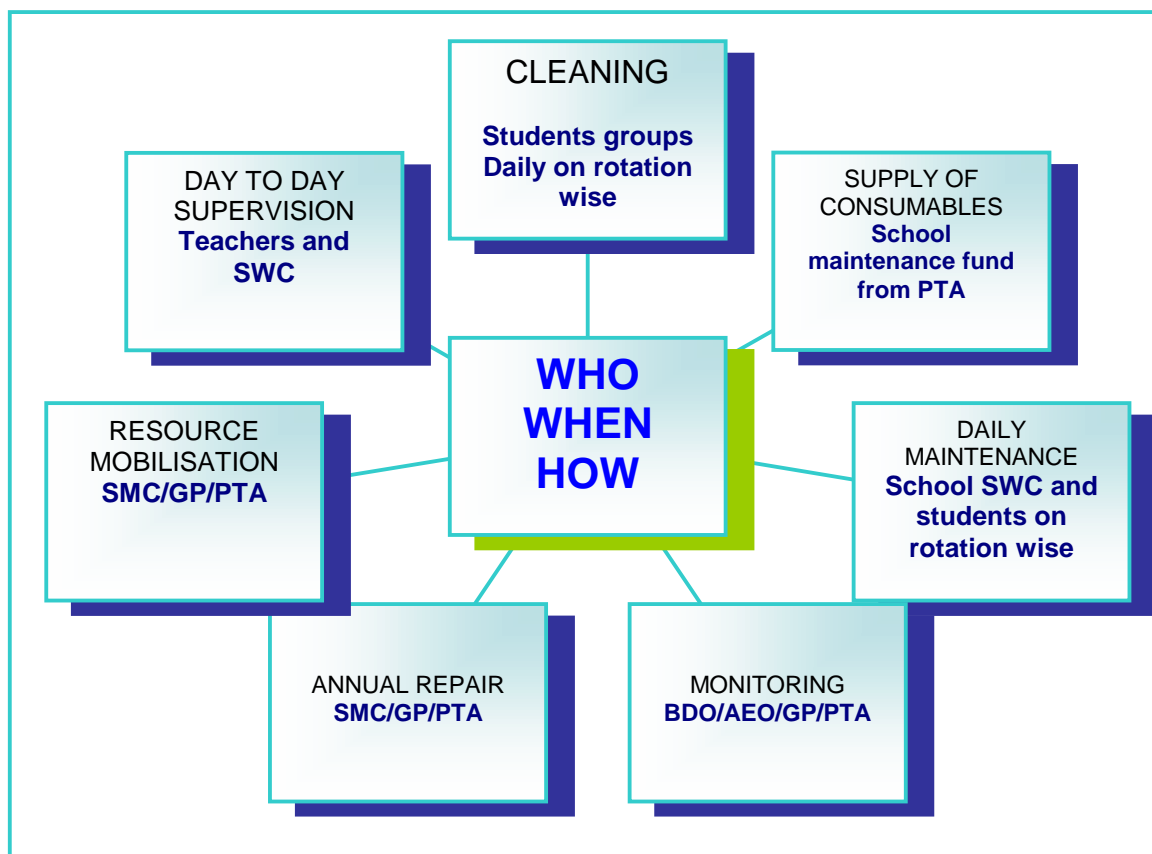 CLEANING
Students groups
Daily on rotation
wise
DAY TO DAY
SUPERVISION
Teachers and
SWC
SUPPLY OF
CONSUMABLES
School
maintenance fund
from PTA
WHO
WHEN
HOW
RESOURCE
MOBILISATION
SMC/GP/PTA
DAILY
MAINTENANCE
School SWC and
students on
rotation wise
ANNUAL REPAIR
SMC/GP/PTA
MONITORING
BDO/AEO/GP/PTA